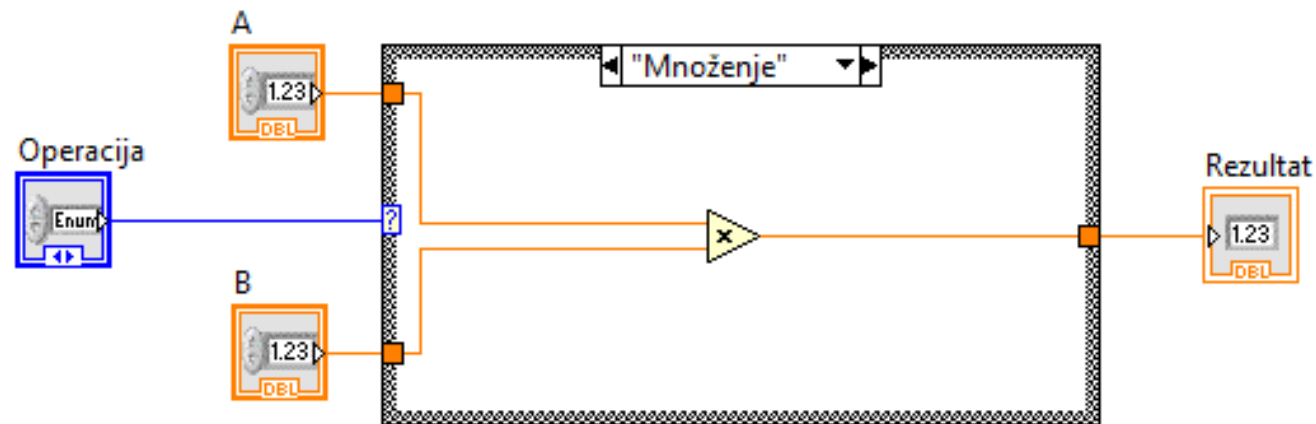 A
1.23
DBL
"Množenje"
Operacija
Enum
?
×
Rezultat
1.23
DBL
B
1.23
DBL